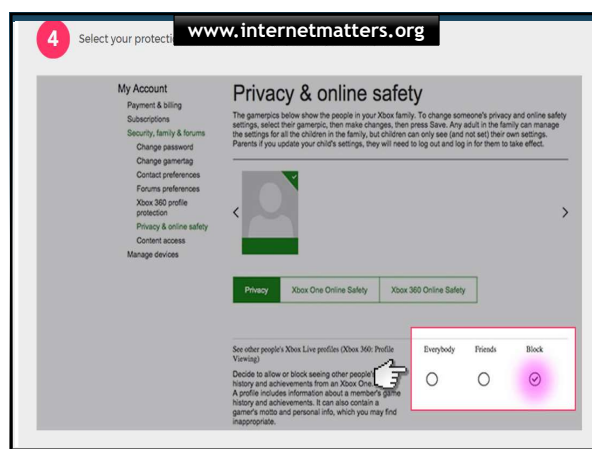 www.internetmatters.org
4
Select your protecti
My Account
Payment & billing
Subscriptions
Security, family & forums
Change password
Change gamertag
Contact preferences
Forums preferences
Xbox 360 profile
protection
Privacy & online safety
Content access
Manage devices
Privacy & online safety
The gamerpics below show the people in your Xbox family. To change someone's privacy and online safety
settings, select their gamerpic, then make changes, then press Save. Any adult in the family can manage
the settings for all the children in the family, but children can only see (and not set) their own settings.
Parents if you update your child's settings, they will need to log out and log in for them to take effect.
Privacy
Xbox One Online Safety
Xbox 360 Online Safety
See other people's Xbox Live profiles (Xbox 360: Profile
Viewing)
Decide to allow or block seeing other people's
history and achievements from an Xbox One.
A profile includes information about a member's game
history and achievements. It can also contain a
gamer's motto and personal info, which you may find
inappropriate.
Everybody
Friends
Block